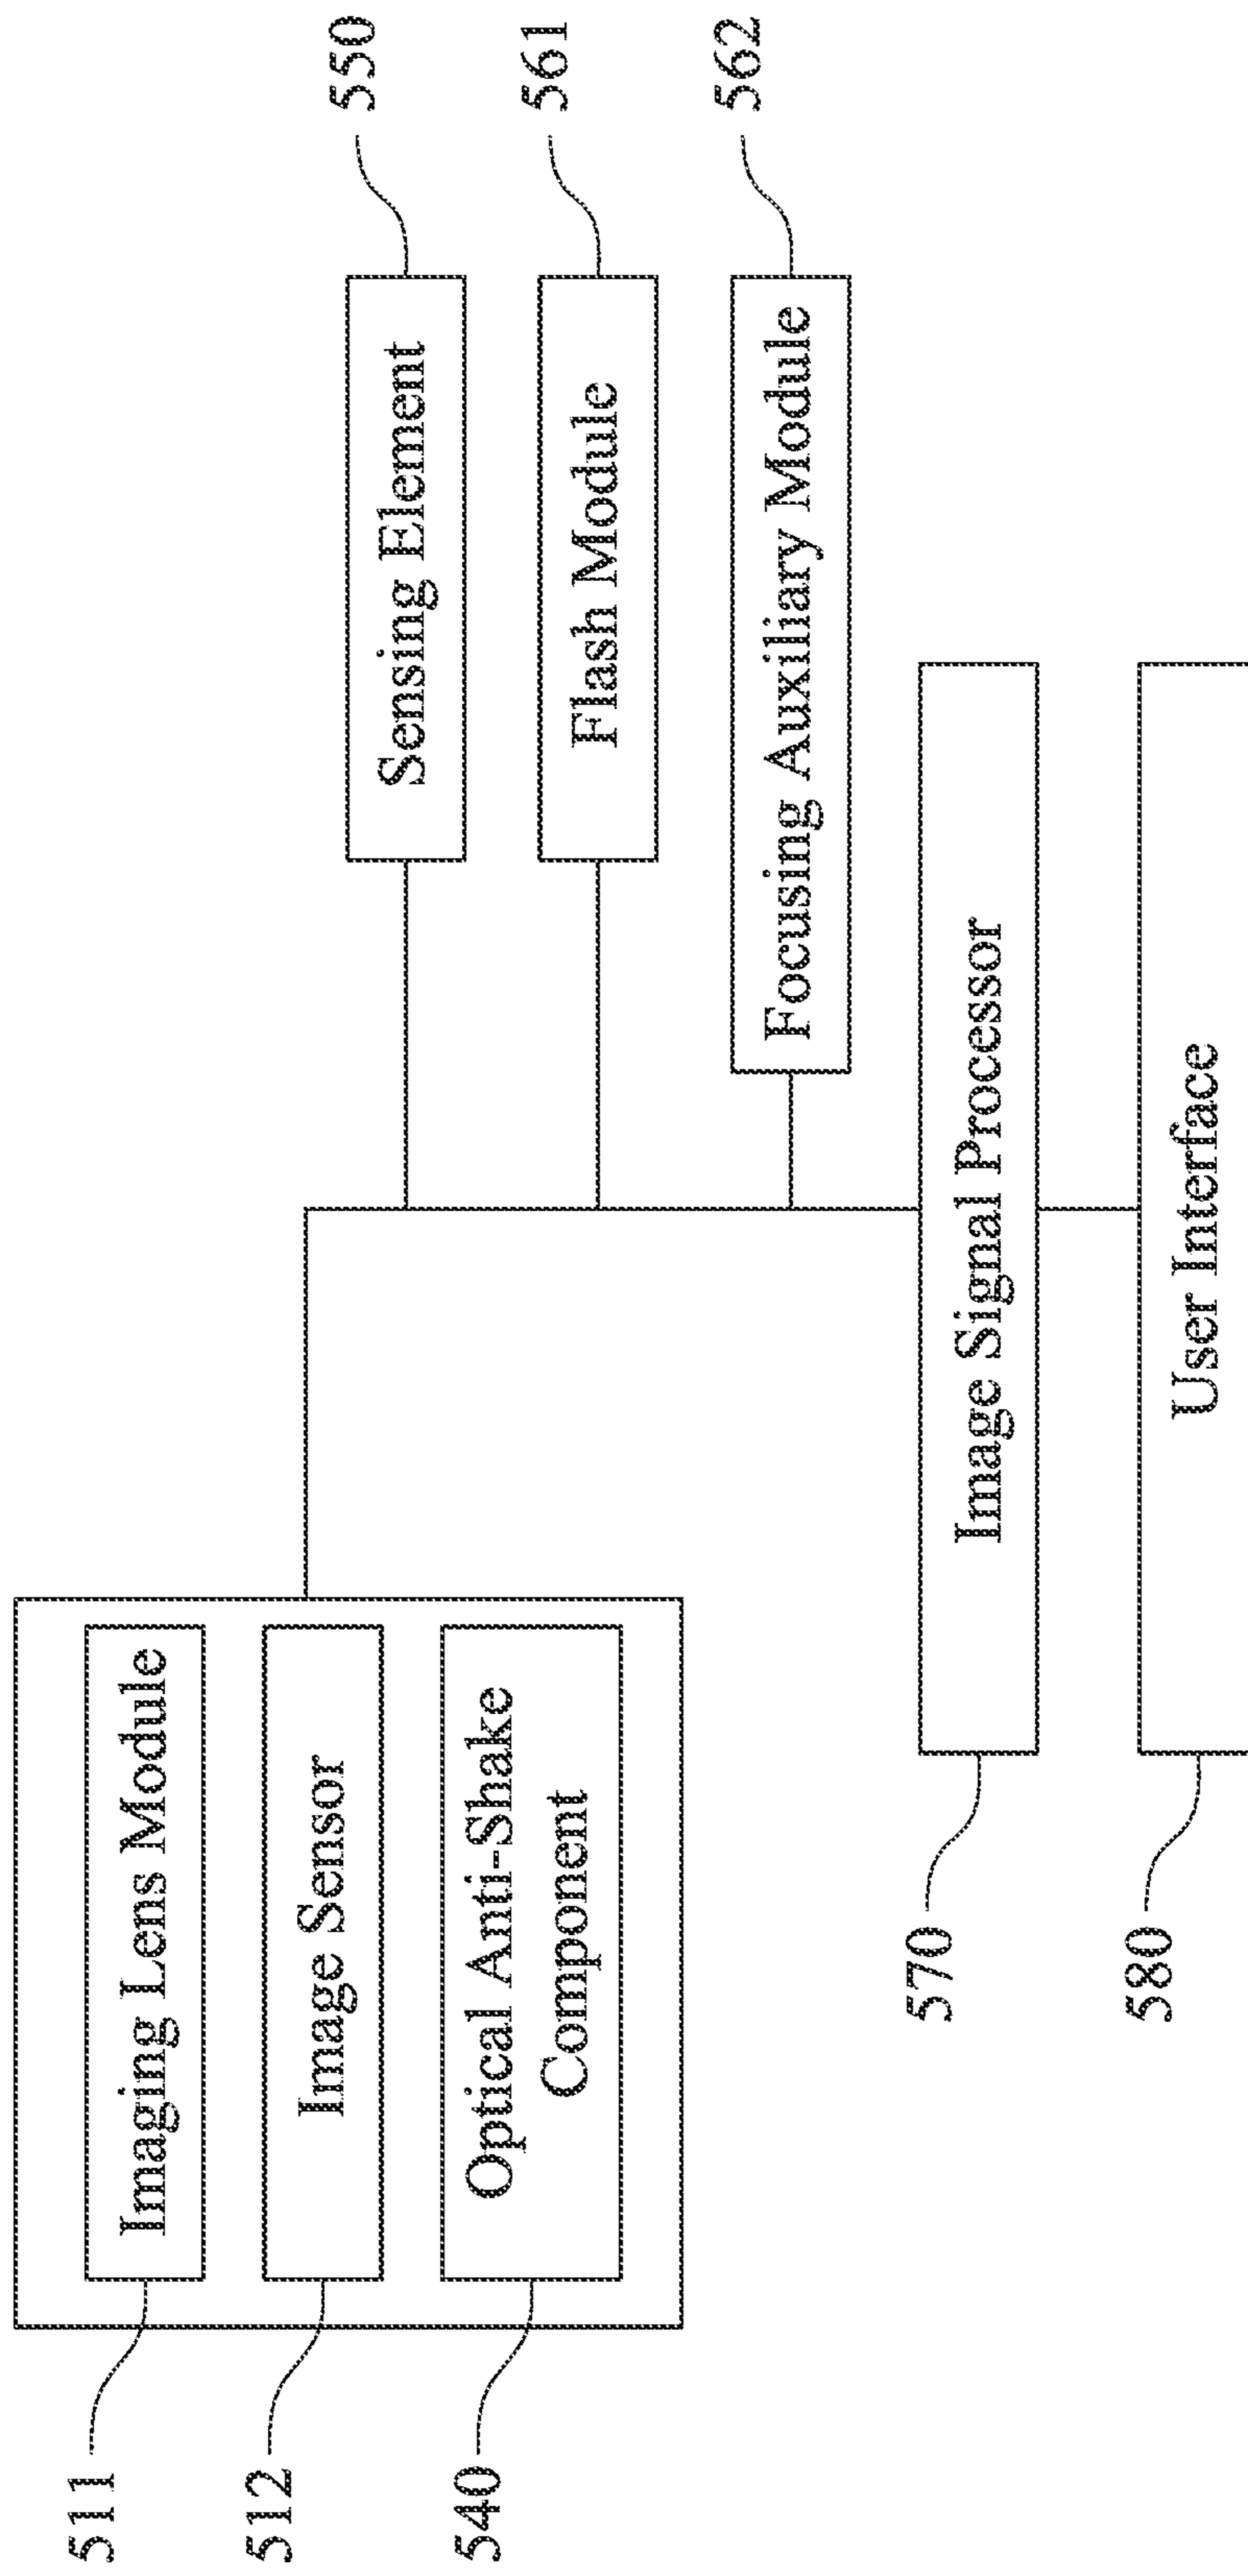 511
Imaging Lens Module
512
Image Sensor
540
Optical Anti-Shake
Component
Sensing Element
550
Flash Module
561
Focusing Auxiliary Module
562
570
Image Signal Processor
580
User Interface